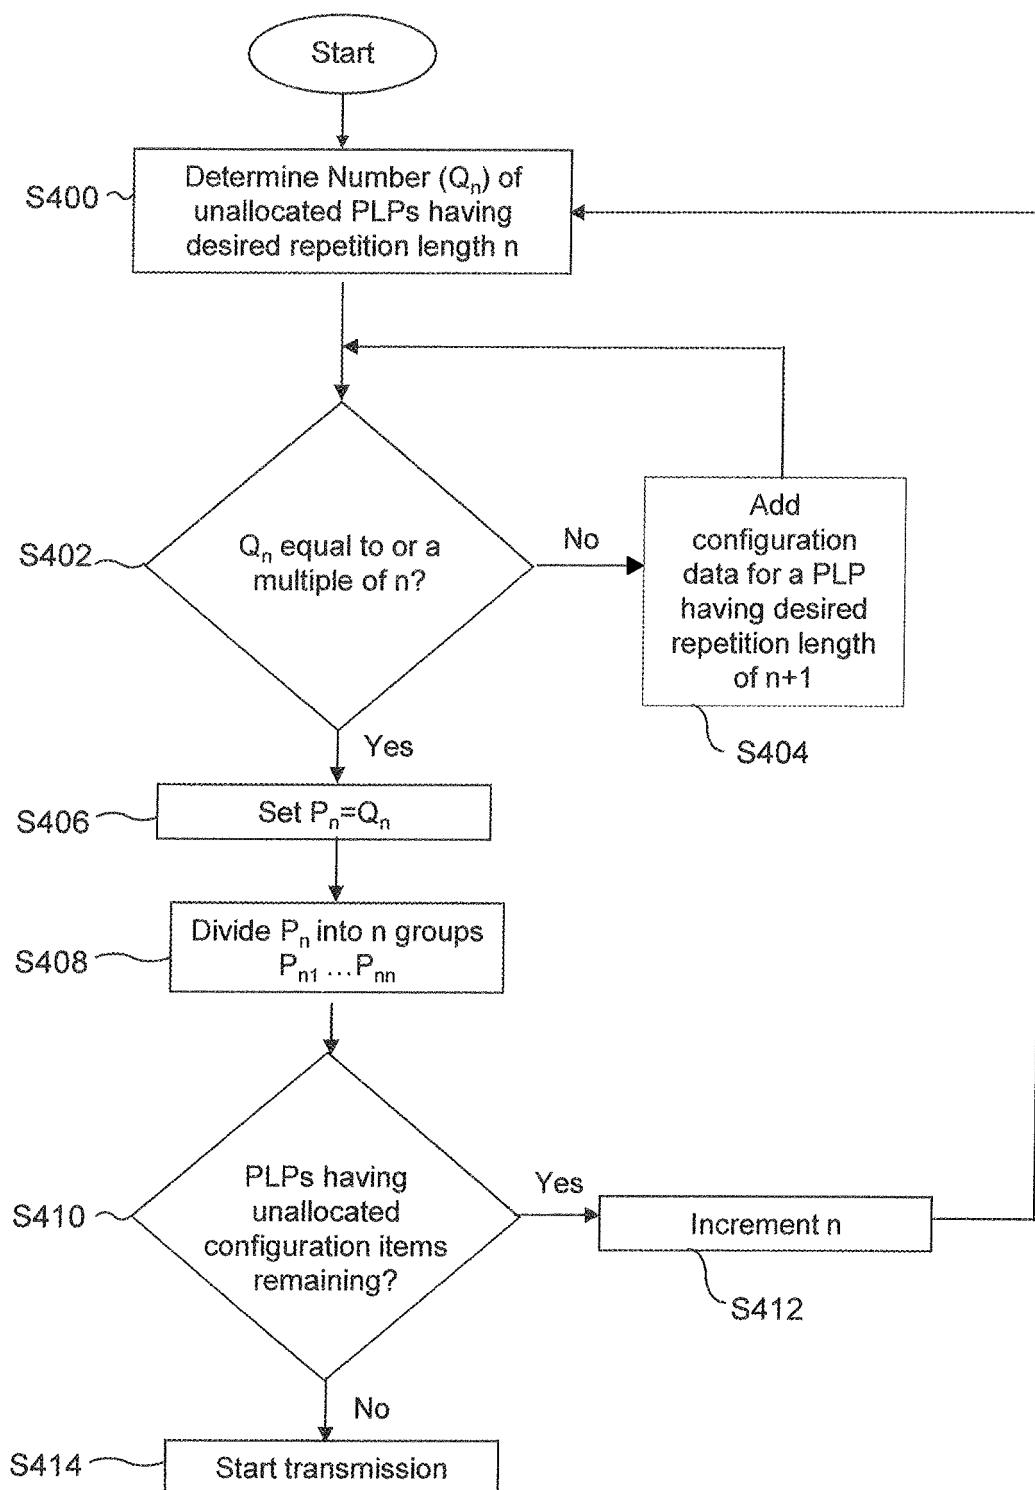 Start
S400
Determine Number (Qn) of
unallocated PLPs having
desired repetition length n
S402
Qn equal to or a
multiple of n?
No
Add
configuration
data for a PLP
having desired
repetition length
of n+1
S404
Yes
S406
Set Pn=Qn
S408
Divide Pn into n groups
Pn1 ...Pnn
S410
PLPs having
unallocated
configuration items
remaining?
Yes
Increment n
S412
No
S414
Start transmission